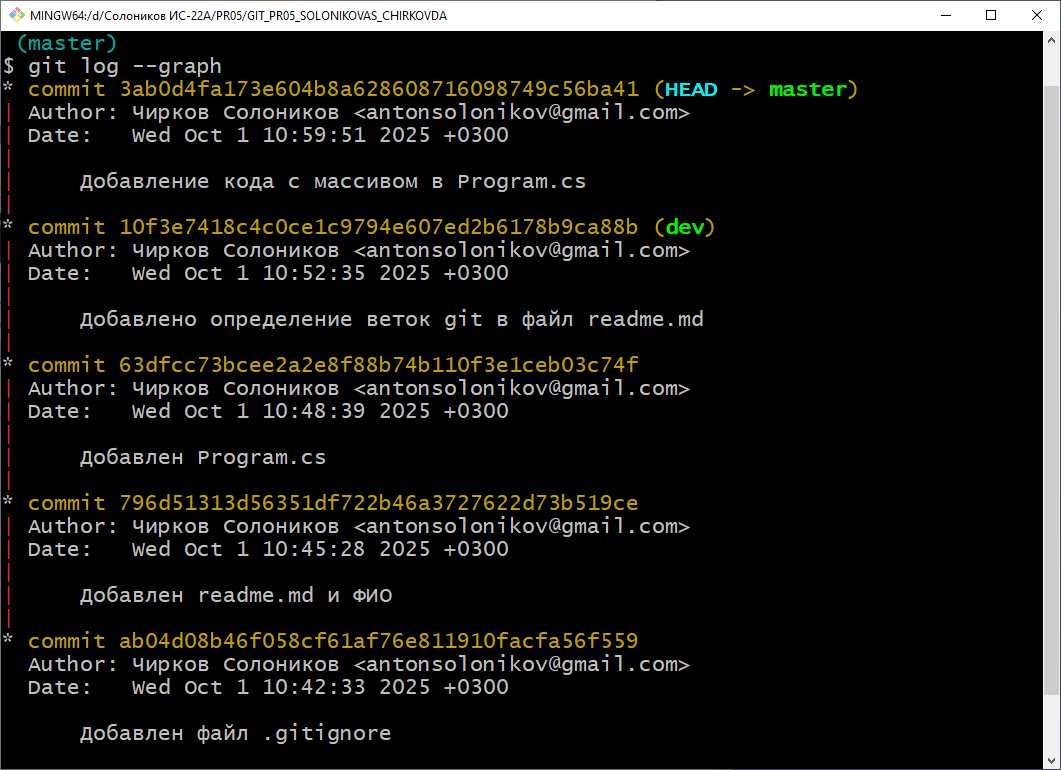 MINGW64:/d/Солоников ИС-22А/PR05/GIT_PR05_SOLONIKOVAS_CHIRKOVDA
(master)
$ git log --graph
* commit 3ab0d4fa173e604b8a628608716098749c56ba41 (HEAD -> master)
| Author: Чирков Солоников <antonsolonikov@gmail.com>
| Date:   Wed Oct 1 10:59:51 2025 +0300
|
|     Добавление кода с массивом в Program.cs
|
* commit 10f3e7418c4c0ce1c9794e607ed2b6178b9ca88b (dev)
| Author: Чирков Солоников <antonsolonikov@gmail.com>
| Date:   Wed Oct 1 10:52:35 2025 +0300
|
|     Добавлено определение веток git в файл readme.md
|
* commit 63dfcc73bcee2a2e8f88b74b110f3e1ceb03c74f
| Author: Чирков Солоников <antonsolonikov@gmail.com>
| Date:   Wed Oct 1 10:48:39 2025 +0300
|
|     Добавлен Program.cs
|
* commit 796d51313d56351df722b46a3727622d73b519ce
| Author: Чирков Солоников <antonsolonikov@gmail.com>
| Date:   Wed Oct 1 10:45:28 2025 +0300
|
|     Добавлен readme.md и ФИО
|
* commit ab04d08b46f058cf61af76e811910facfa56f559
  Author: Чирков Солоников <antonsolonikov@gmail.com>
  Date:   Wed Oct 1 10:42:33 2025 +0300

      Добавлен файл .gitignore